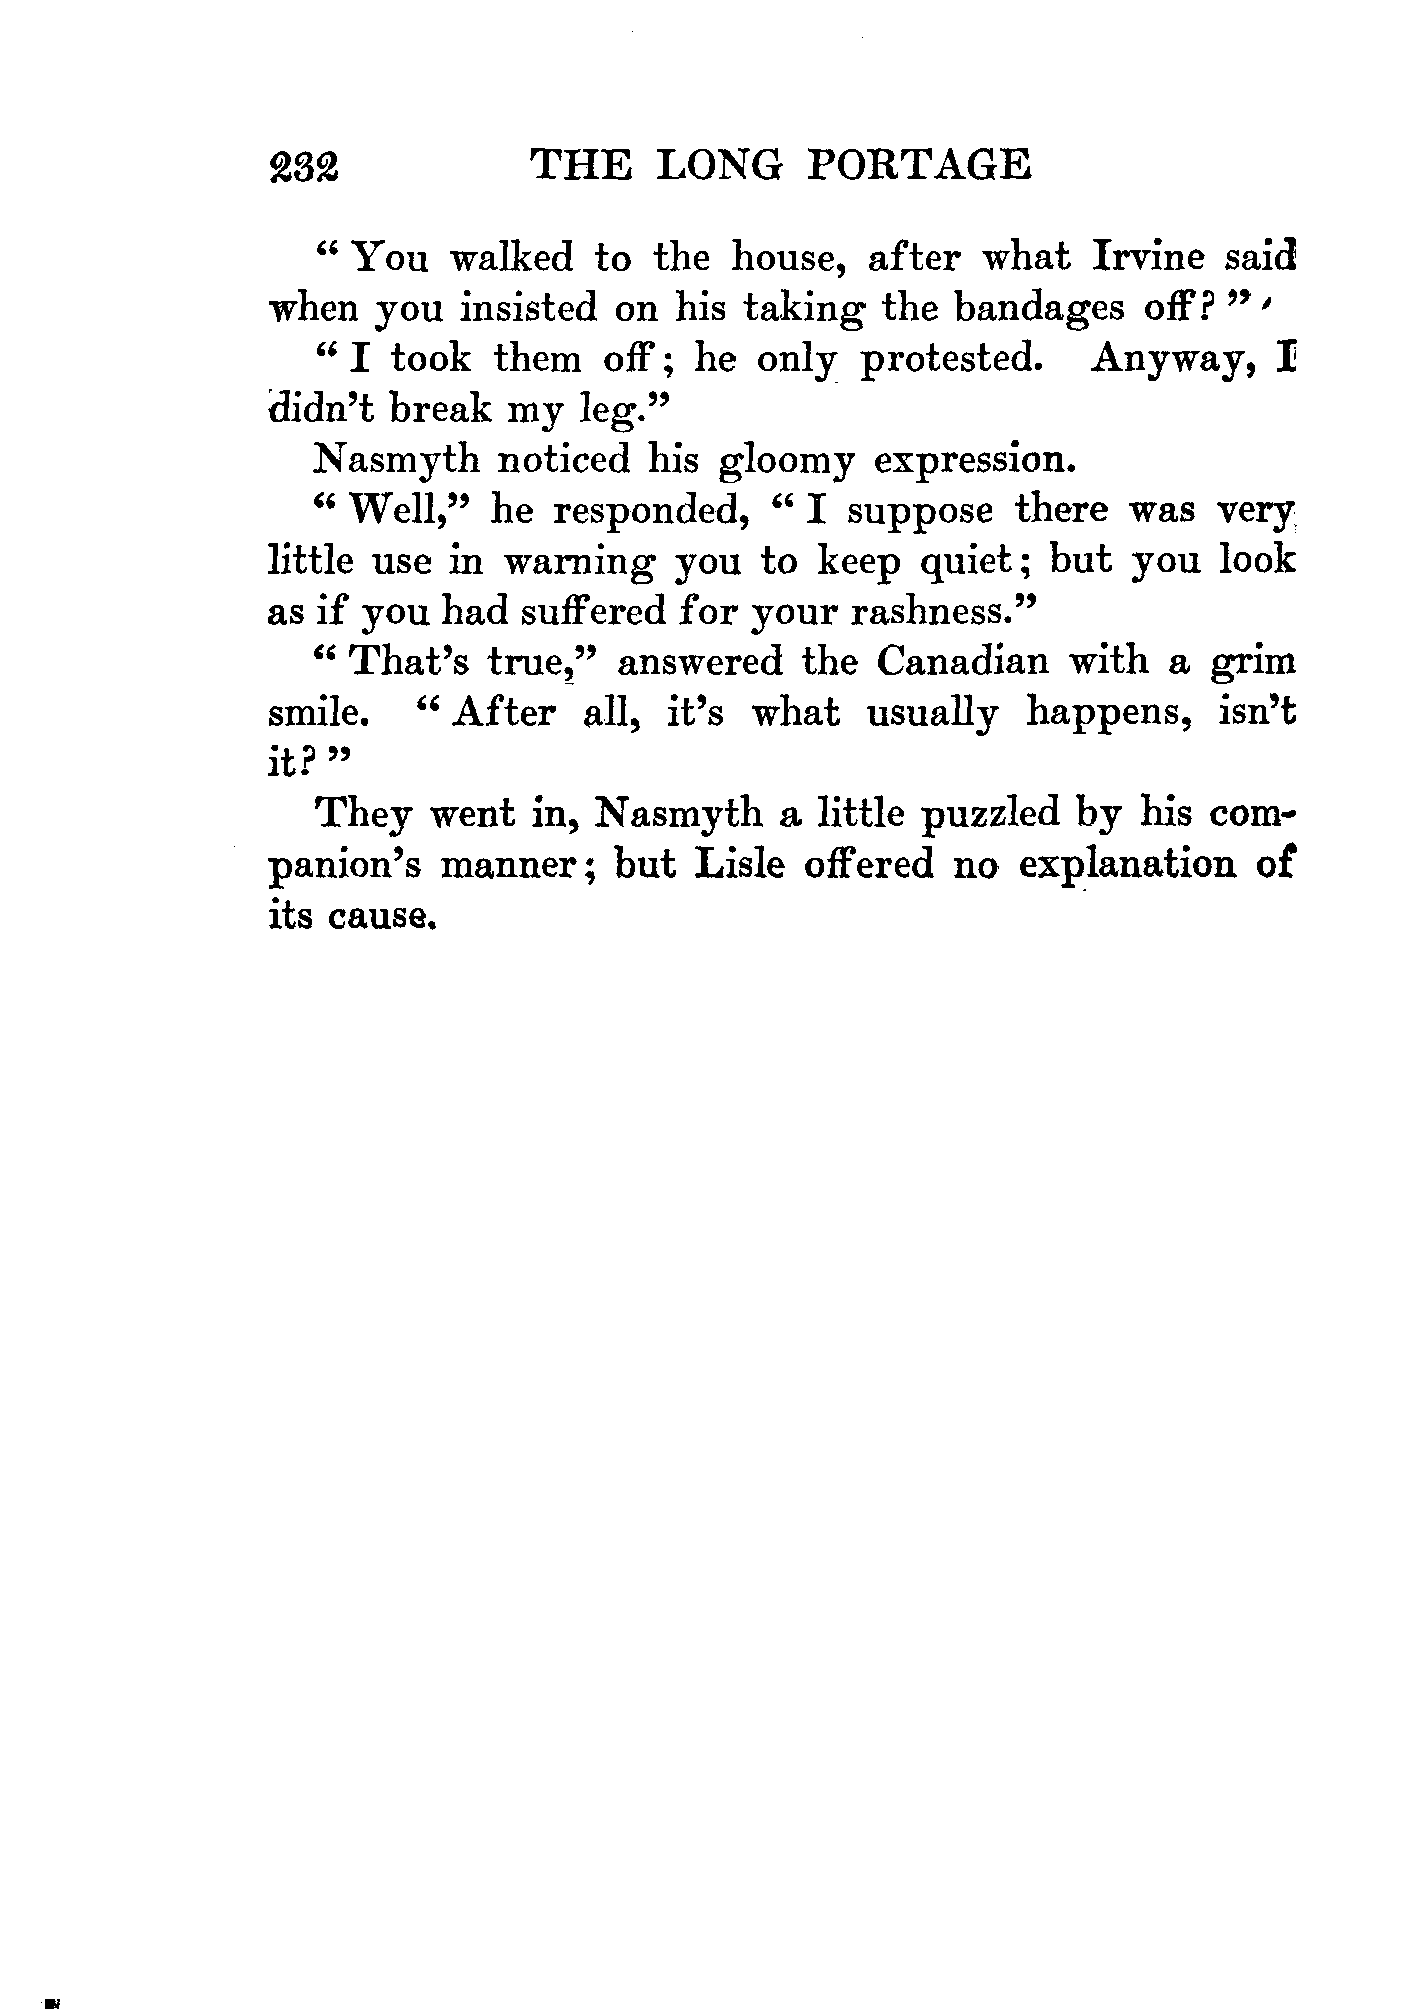 232 THE LONG PORTAGE
“ You walked to the house, after what Irvine said
when you insisted on his taking the bandages off? ”
“ I took them off; he only protested. Anyway, I
didn’t break my leg.”
Nasmyth noticed his gloomy expression.
“ Well,” he responded, “ I suppose there was very
little use in warning you to keep quiet; but you look
as if you had suffered for your rashness.”
“ That’s true,” answered the Canadian with a grim
smile. “ After all, it’s what usually happens, isn’t
it? ”
They went in, Nasmyth a little puzzled by his com-
panion’s manner; but Lisle offered no explanation of
its cause.